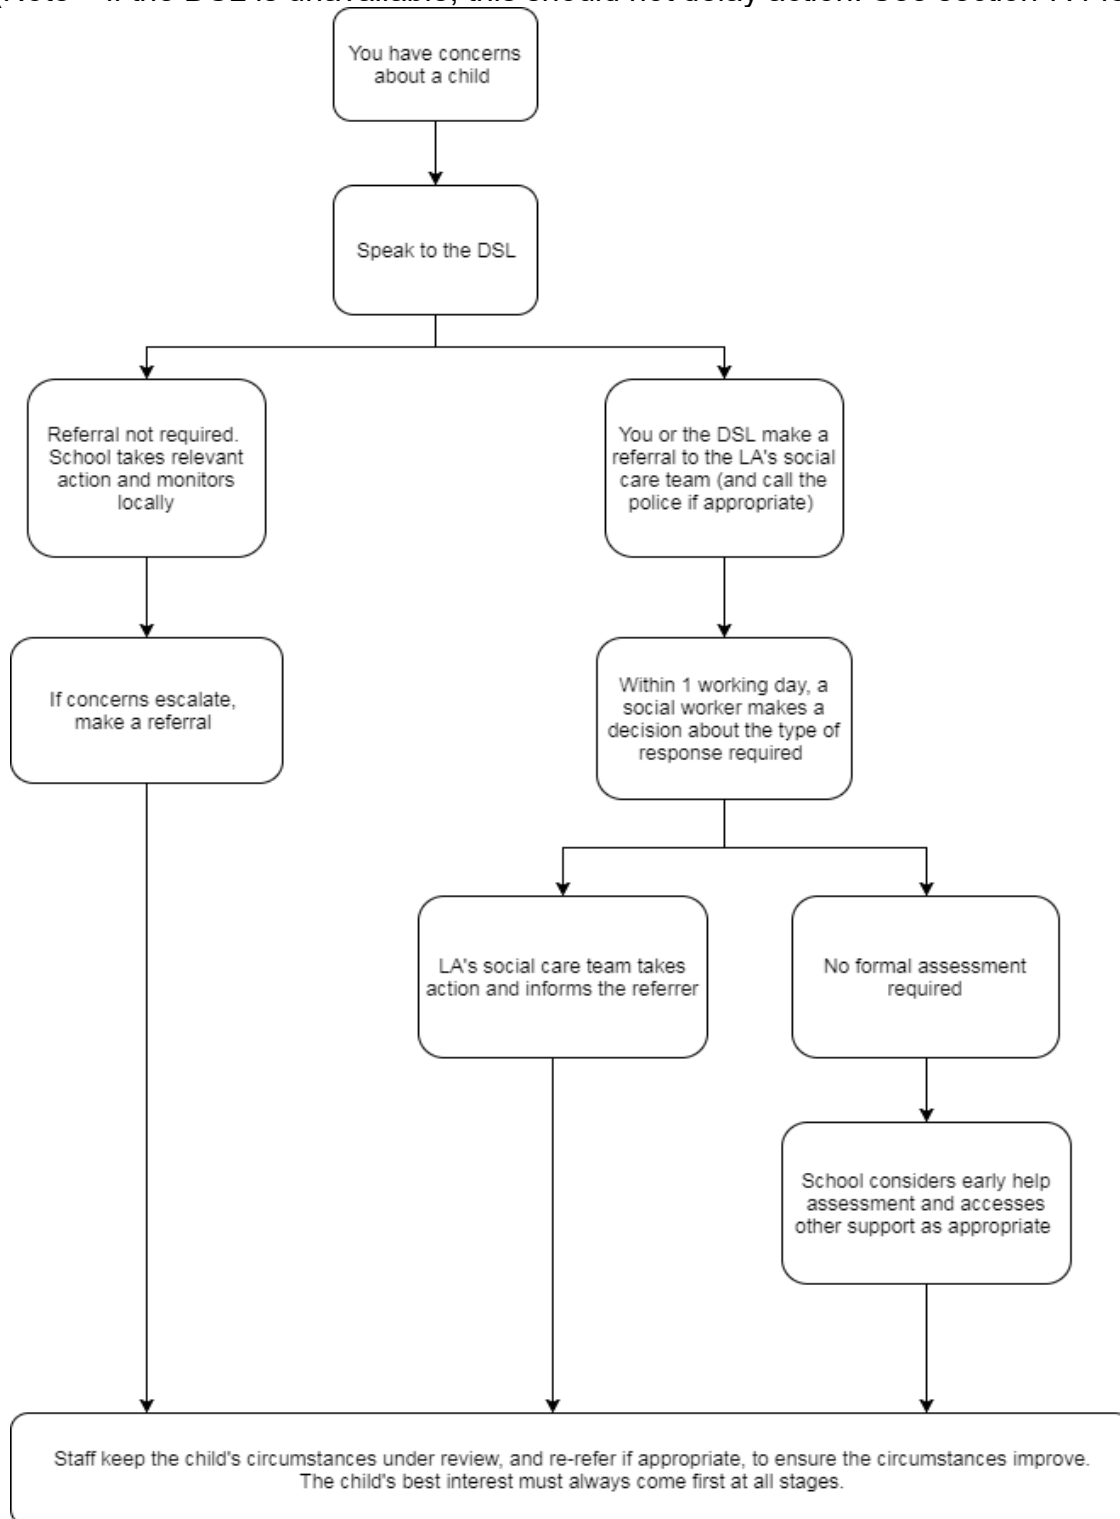 You have concerns
about a child
Speak to the DSL
Referral not required.
School takes relevant
action and monitors
locally
You or the DSL make a
referral to the LA's social
care team (and call the
police if appropriate)
If concerns escalate,
make a referral
Within 1 working day, a
social worker makes a
decision about the type of
response required
LA's social care team takes
action and informs the referrer
No formal assessment
required
School considers early help
assessment and accesses
other support as appropriate
Staff keep the child's circumstances under review, and re-refer if appropriate, to ensure the circumstances improve.
The child's best interest must always come first at all stages.